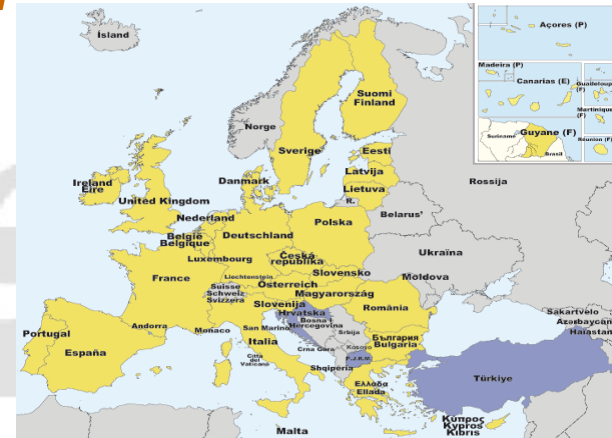 Ísland
Açores (P)
Madeira (P)
Canarias (E)
Guadeloupe
(F)
Martinique
(F)
Réunion (F)
Guyane (F)
Suriname
Brasil
Suomi
Finland
Norge
Sverige
Eesti
Latvija
Lietuva
R.
Rossija
Danmark
Ireland
Eire
United Kingdom
Nederland
België
Belgique
Deutschland
Polska
Belarus'
Luxembourg
Česká
republika
Ukraïna
Slovensko
Moldova
France
Liechtenstein
Suisse
Schweiz
Svizzera
Österreich
Magyarország
România
Slovenija
Hrvatska
Bosna i
Hercegovina
Srbija
Sakartvelo
Azərbaycan
Haïastan
Portugal
España
Andorra
Monaco
San Marino
Italia
Città
del
Vaticano
Crna Gora
Kosovo
България
Bulgaria
F.J.R.M.
Shqipëria
Ελλάδα
Ellada
Türkiye
Κύπρος
Kypros
Kıbrıs
Malta